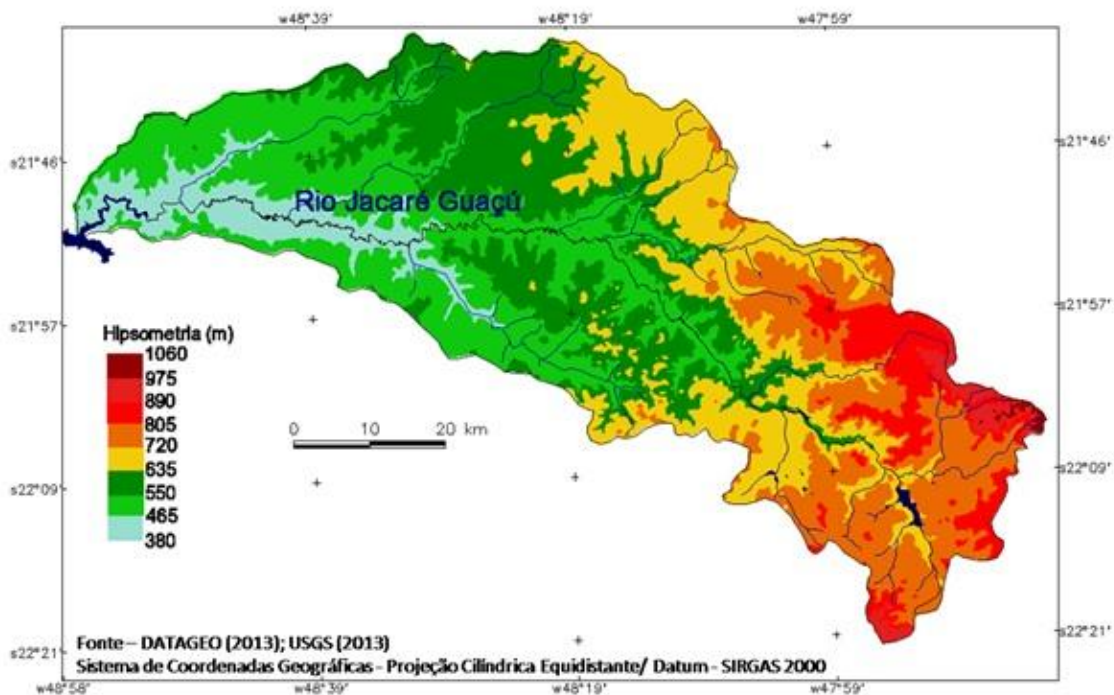 w48°39' w48°19' w47°59'
s21°46' s21°46'
Rio Jacaré Guaçú
s21°57' s21°57'
Hipsometria (m)
1060
975
890
805
720
635
550
465
380
0 10 20 km
s22°09' s22°09'
s22°21' s22°21'
Fonte – DATAGEO (2013); USGS (2013)
Sistema de Coordenadas Geográficas - Projeção Cilíndrica Equidistante/ Datum - SIRGAS 2000
w48°58' w48°39' w48°19' w47°59'